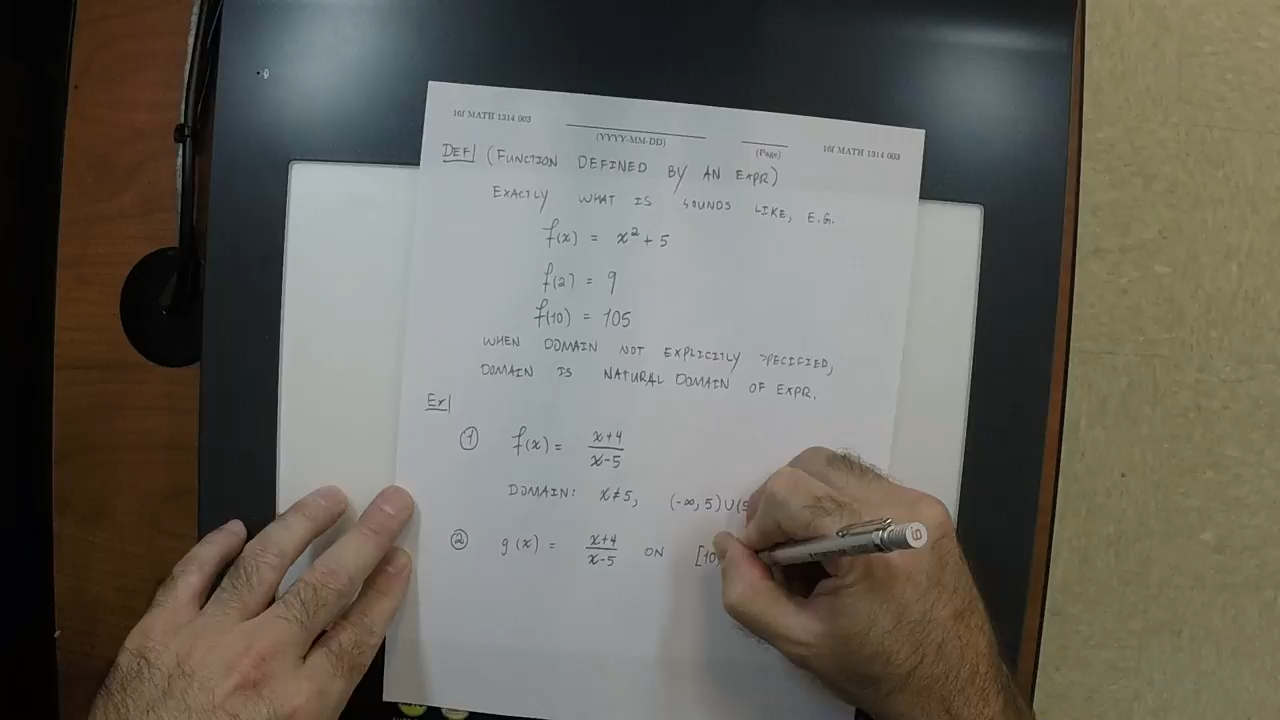 16f MATH 1314 003
(YYYY-MM-DD)
(Page)
16f MATH 1314 003
DEF| (FUNCTION DEFINED BY AN EXPR)
EXACTLY WHAT IS SOUNDS LIKE, E.G.
f(x) = x² + 5
f(2) = 9
f(10) = 105
WHEN DOMAIN NOT EXPLICITLY SPECIFIED,
DOMAIN IS NATURAL DOMAIN OF EXPR.
Ex|
① f(x) = x+4 / x-5
DOMAIN: x≠5, (-∞, 5) ∪ (5
② g(x) = x+4 / x-5 ON [10,